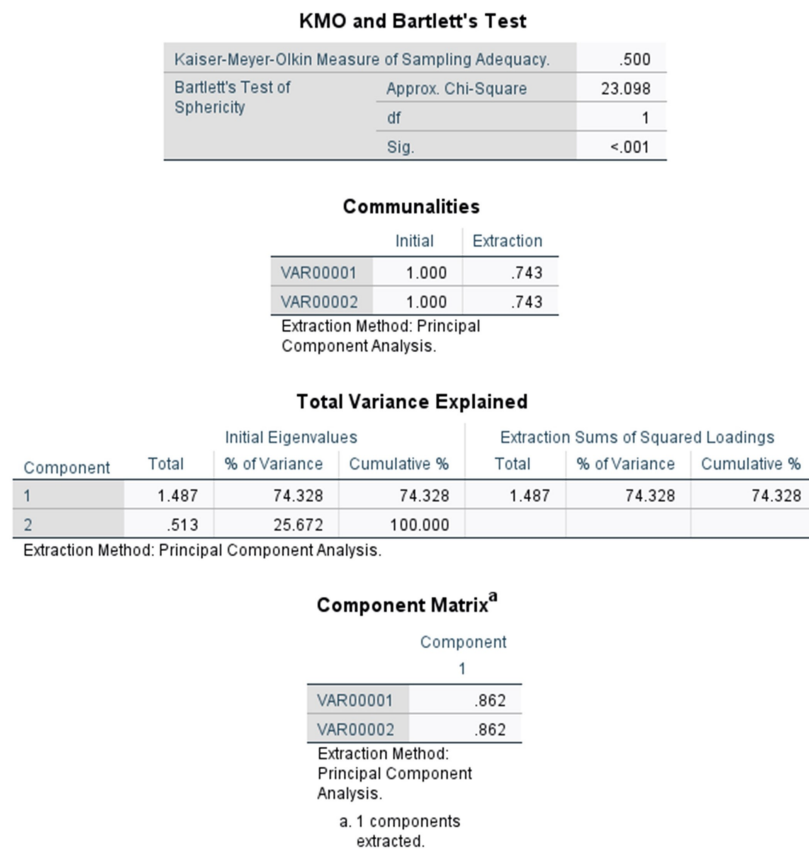 KMO and Bartlett's Test
Kaiser-Meyer-Olkin Measure of Sampling Adequacy. .500
Bartlett's Test of Approx. Chi-Square 23.098
Sphericity
df 1
Sig. <.001
Communalities
Initial Extraction
VAR00001 1.000 .743
VAR00002 1.000 .743
Extraction Method: Principal
Component Analysis.
Total Variance Explained
Initial Eigenvalues Extraction Sums of Squared Loadings
Component Total % of Variance Cumulative % Total % of Variance Cumulative %
1 1.487 74.328 74.328 1.487 74.328 74.328
2 .513 25.672 100.000
Extraction Method: Principal Component Analysis.
Component Matrixa
Component
1
VAR00001 .862
VAR00002 .862
Extraction Method:
Principal Component
Analysis.
a. 1 components
extracted.